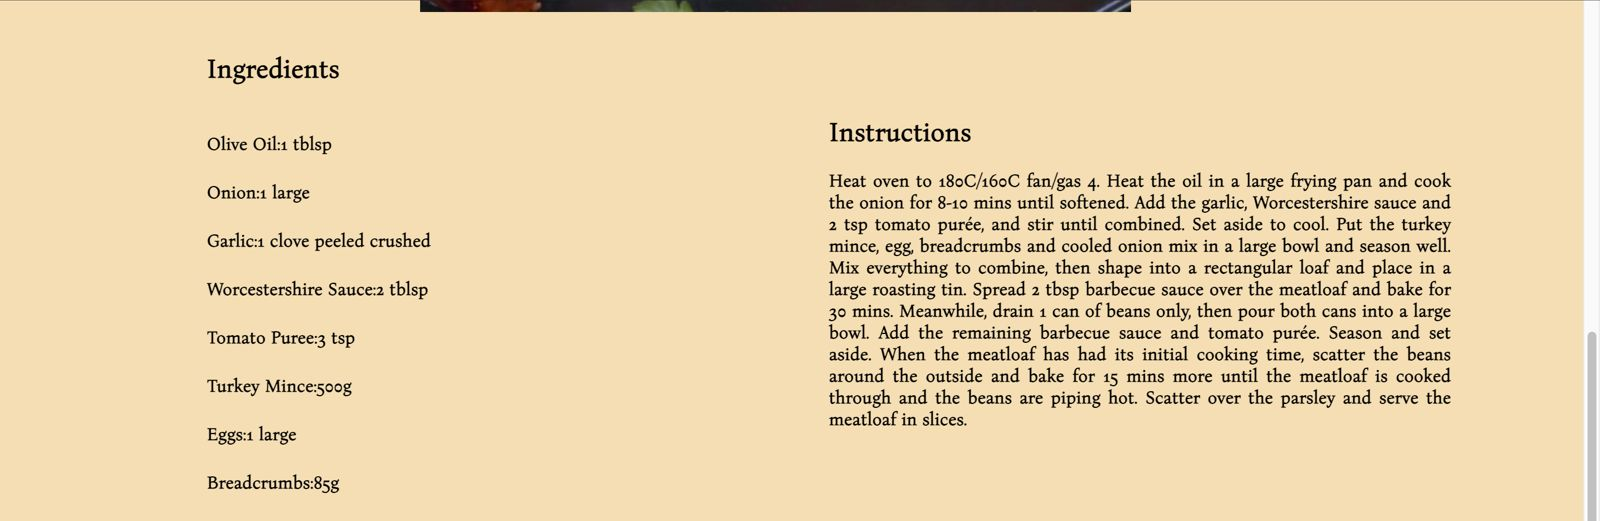 Ingredients
Olive Oil:1 tblsp
Onion:1 large
Garlic:1 clove peeled crushed
Worcestershire Sauce:2 tblsp
Tomato Puree:3 tsp
Turkey Mince:500g
Eggs:1 large
Breadcrumbs:85g
Instructions
Heat oven to 180C/160C fan/gas 4. Heat the oil in a large frying pan and cook
the onion for 8-10 mins until softened. Add the garlic, Worcestershire sauce and
2 tsp tomato purée, and stir until combined. Set aside to cool. Put the turkey
mince, egg, breadcrumbs and cooled onion mix in a large bowl and season well.
Mix everything to combine, then shape into a rectangular loaf and place in a
large roasting tin. Spread 2 tbsp barbecue sauce over the meatloaf and bake for
30 mins. Meanwhile, drain 1 can of beans only, then pour both cans into a large
bowl. Add the remaining barbecue sauce and tomato purée. Season and set
aside. When the meatloaf has had its initial cooking time, scatter the beans
around the outside and bake for 15 mins more until the meatloaf is cooked
through and the beans are piping hot. Scatter over the parsley and serve the
meatloaf in slices.